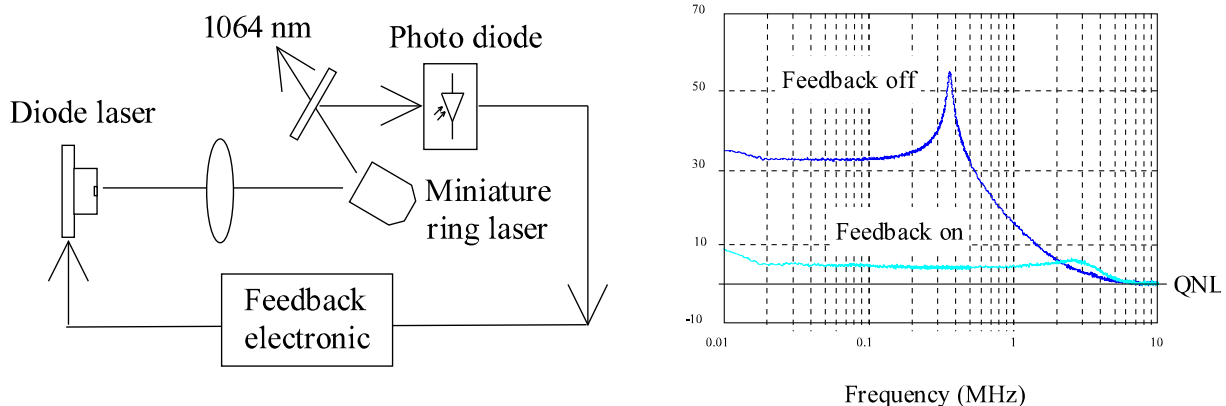 1064 nm
Photo diode
Diode laser
Miniature
ring laser
Feedback
electronic
70
50
30
10
-10
Feedback off
Feedback on
QNL
0.01
0.1
1
10
Frequency (MHz)